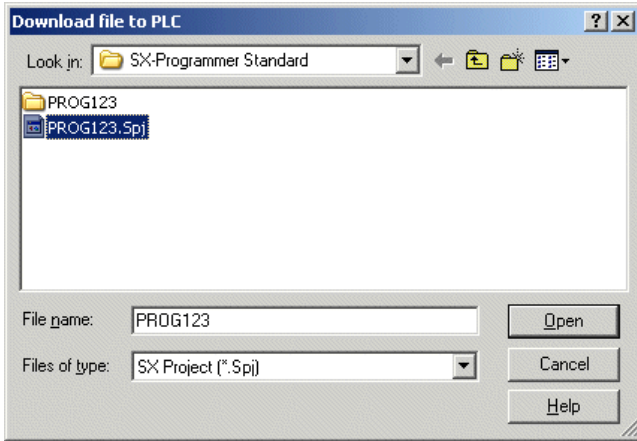 Download file to PLC
Look in: SX-Programmer Standard
PROG123
PROG123.Spj
File name: PROG123 Open
Files of type: SX Project (*.Spj) Cancel
Help